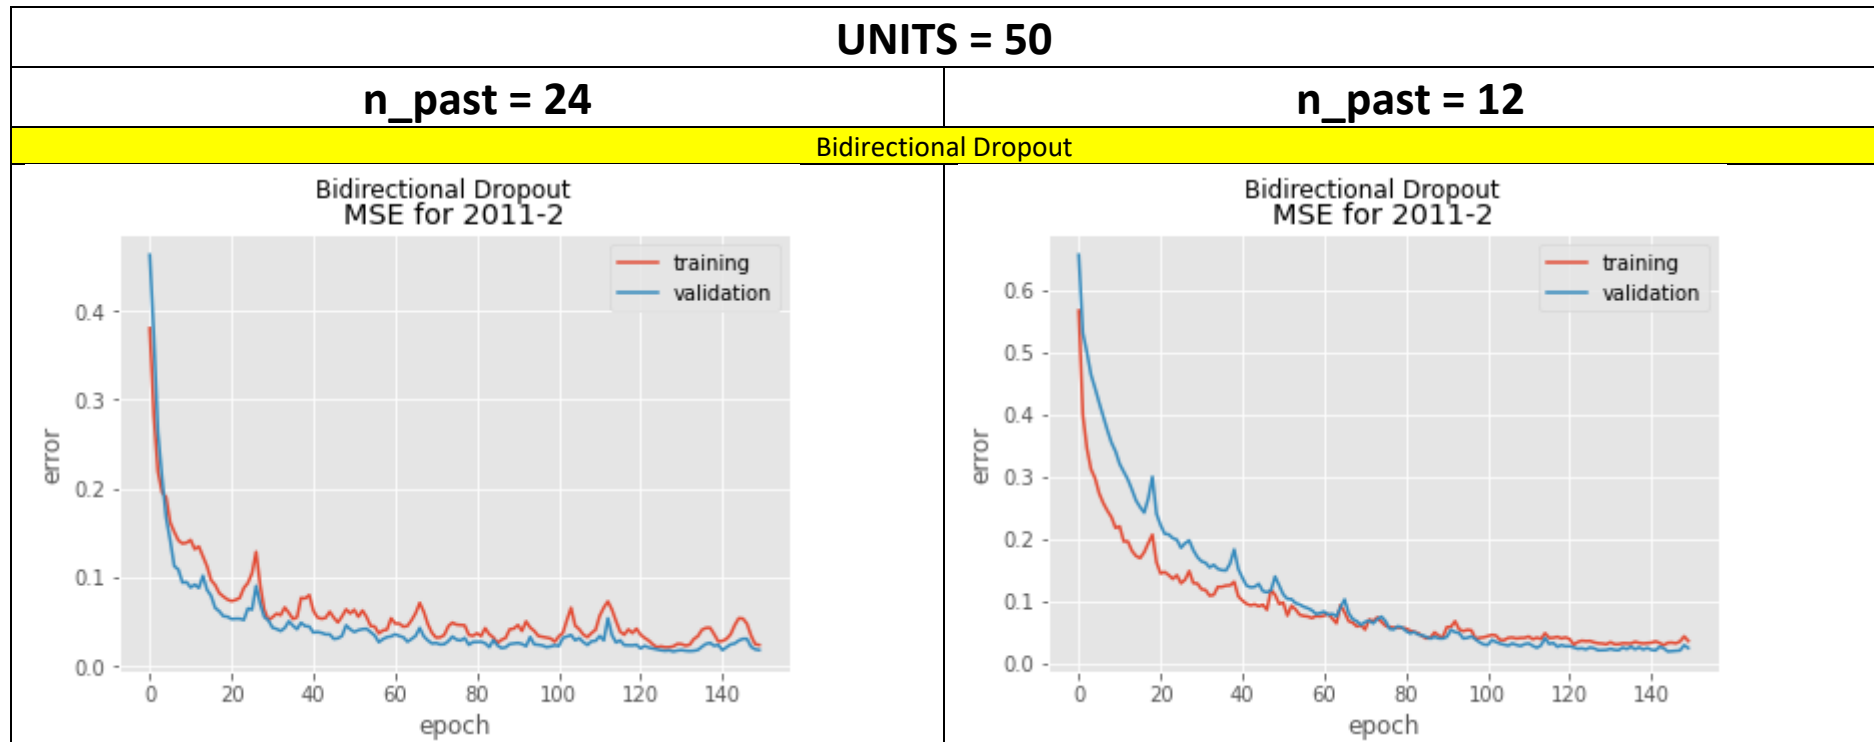 UNITS = 50
n_past = 24
n_past = 12
Bidirectional Dropout
Bidirectional Dropout
MSE for 2011-2
training
validation
0.4
0.3
0.2
0.1
0.0
error
0 20 40 60 80 100 120 140
epoch
Bidirectional Dropout
MSE for 2011-2
training
validation
0.6
0.5
0.4
0.3
0.2
0.1
0.0
error
0 20 40 60 80 100 120 140
epoch